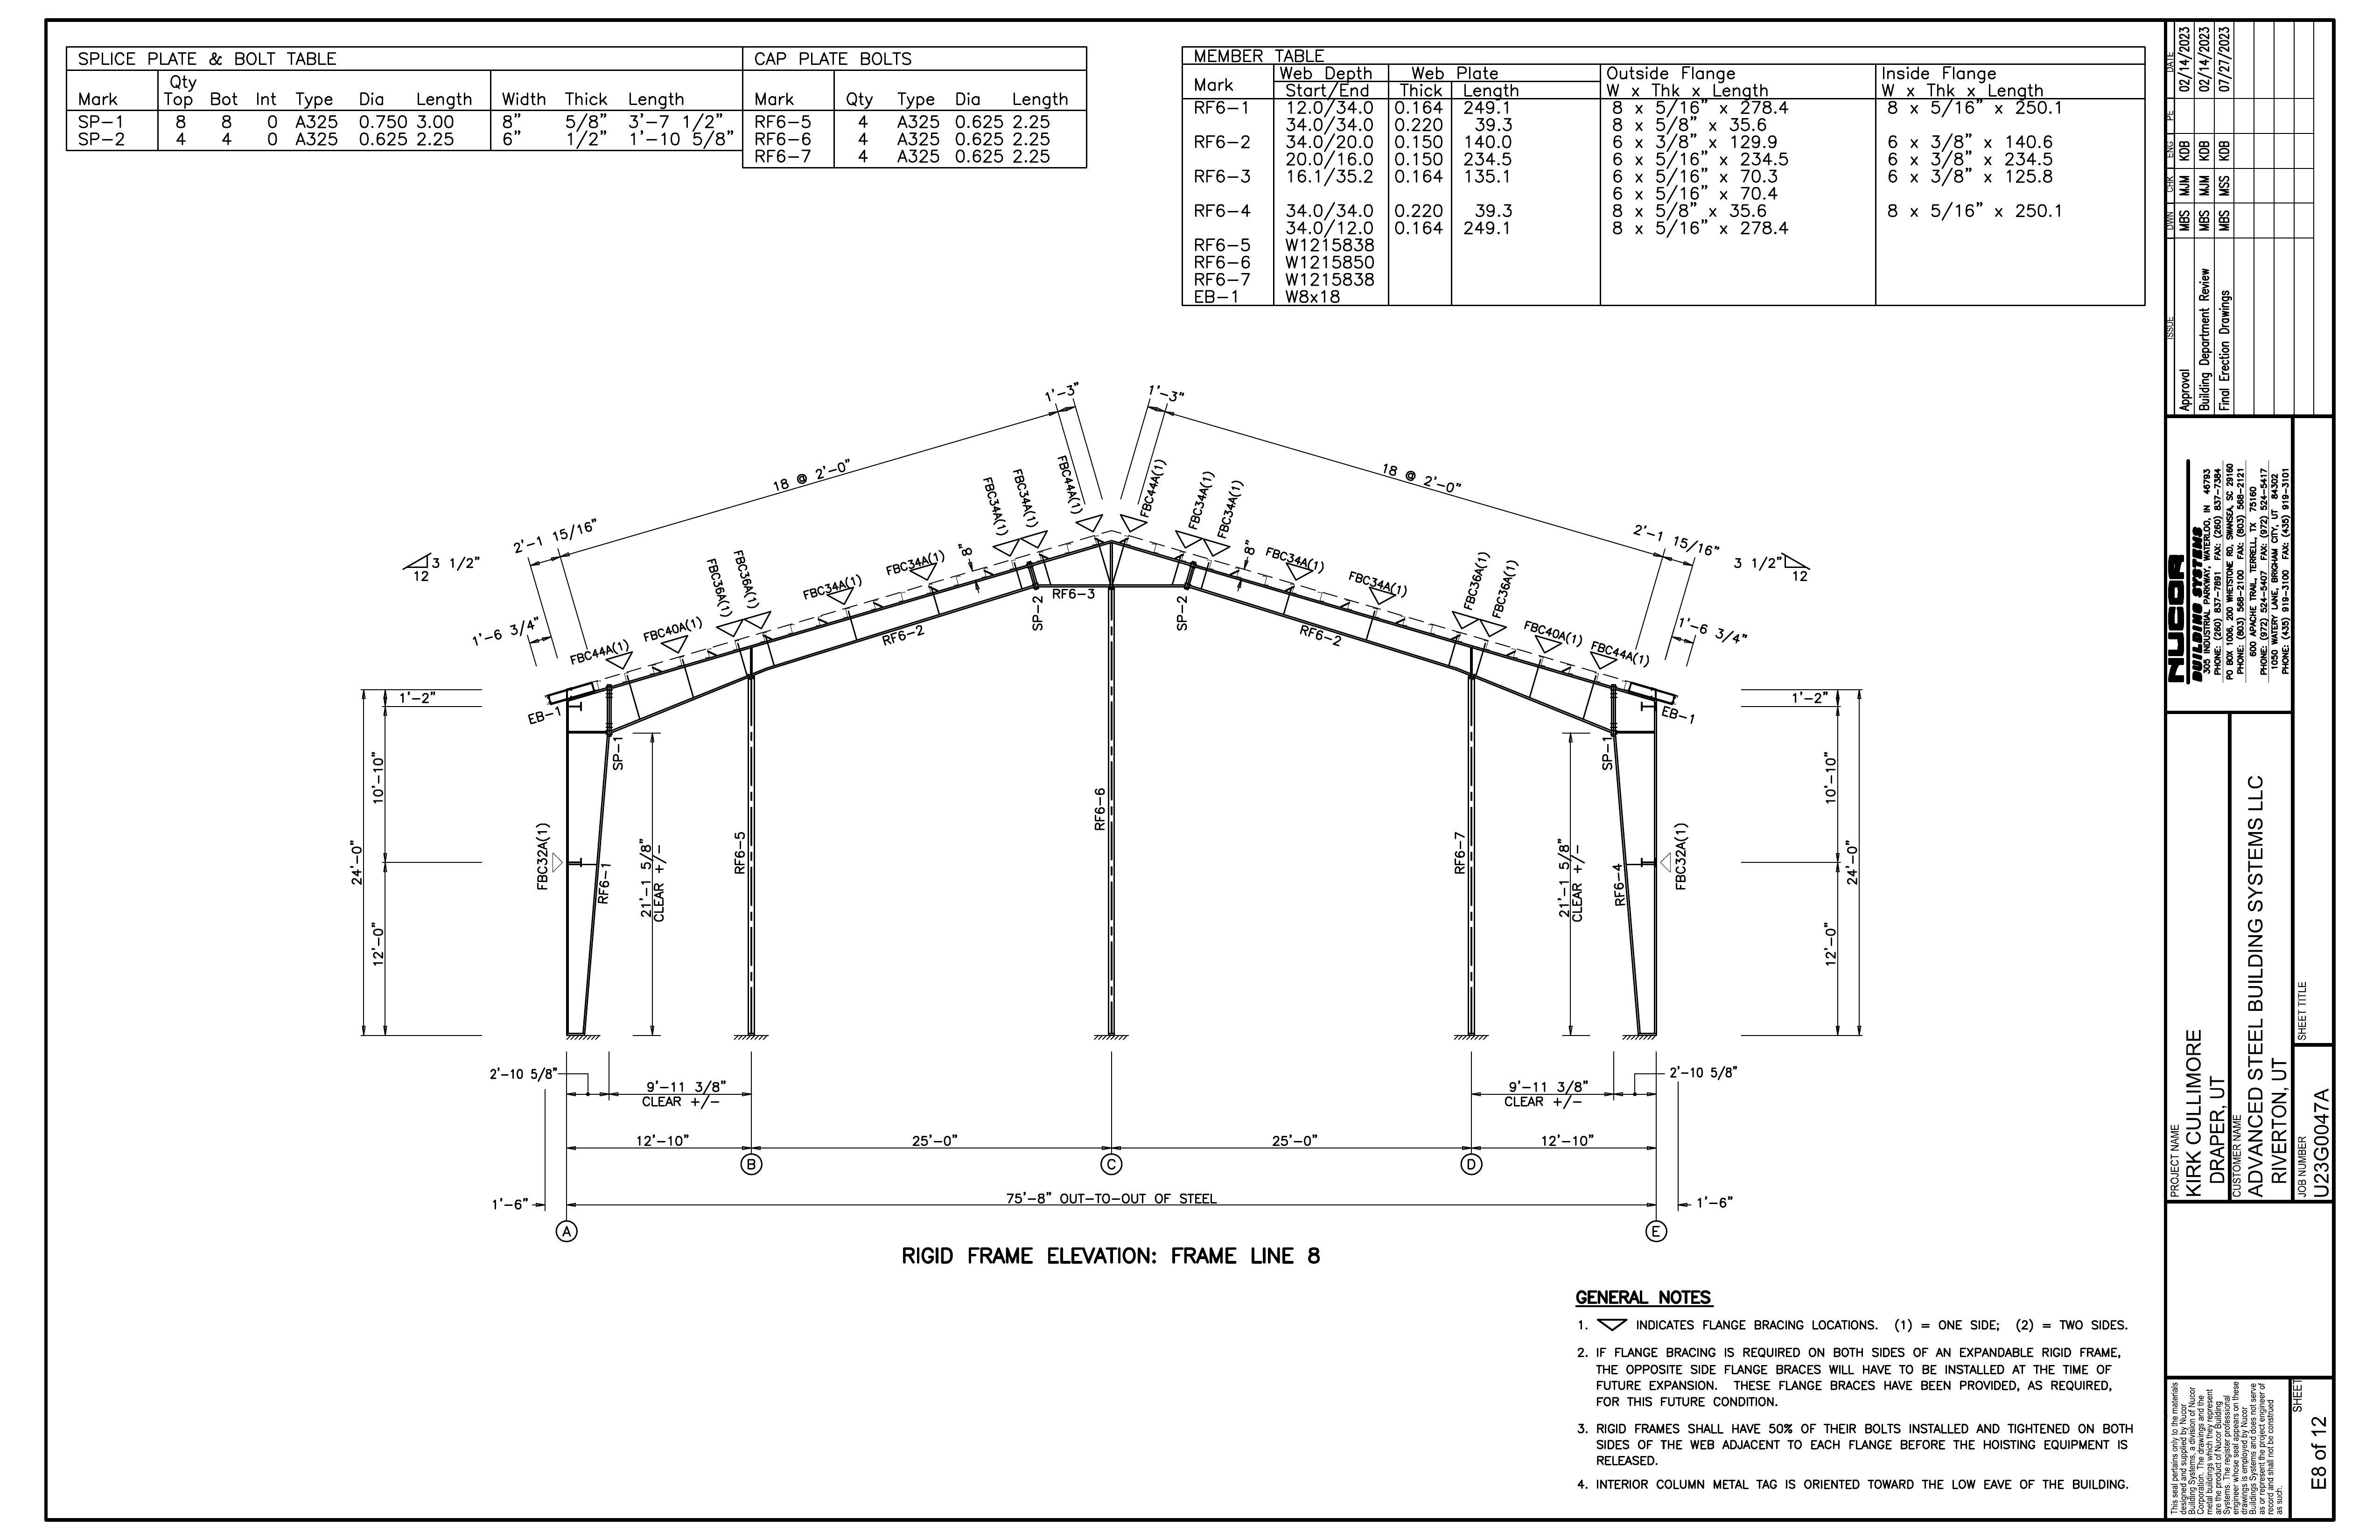 SPLICE PLATE & BOLT TABLE
Mark Qty Top Bot Int Type Dia Length Width Thick Length
SP-1 8 8 0 A325 0.750 3.00 8" 5/8" 3'-7 1/2"
SP-2 4 4 0 A325 0.625 2.25 6" 1/2" 1'-10 5/8"
CAP PLATE BOLTS
Mark Qty Type Dia Length
RF6-5 4 A325 0.625 2.25
RF6-6 4 A325 0.625 2.25
RF6-7 4 A325 0.625 2.25
MEMBER TABLE
Mark Web Depth Start/End Web Plate Thick Length Outside Flange W x Thk x Length Inside Flange W x Thk x Length
RF6-1 12.0/34.0 0.164 249.1 8 x 5/16" x 278.4 8 x 5/16" x 250.1
34.0/34.0 0.220 39.3 8 x 5/8" x 35.6
RF6-2 34.0/20.0 0.150 140.0 6 x 3/8" x 129.9 6 x 3/8" x 140.6
20.0/16.0 0.150 234.5 6 x 5/16" x 234.5 6 x 3/8" x 234.5
RF6-3 16.1/35.2 0.164 135.1 6 x 5/16" x 70.3 6 x 3/8" x 125.8
6 x 5/16" x 70.4
RF6-4 34.0/34.0 0.220 39.3 8 x 5/8" x 35.6 8 x 5/16" x 250.1
34.0/12.0 0.164 249.1 8 x 5/16" x 278.4
RF6-5 W1215838
RF6-6 W1215850
RF6-7 W1215838
EB-1 W8x18
1'-3"
1'-3"
18 @ 2'-0"
18 @ 2'-0"
2'-1 15/16"
2'-1 15/16"
3 1/2"
12
3 1/2"
12
1'-6 3/4"
1'-6 3/4"
FBC44A(1)
FBC40A(1)
FBC36A(1)
FBC36A(1)
FBC34A(1)
FBC34A(1)
FBC34A(1)
FBC34A(1)
FBC44A(1)
FBC44A(1)
FBC34A(1)
FBC34A(1)
FBC34A(1)
FBC34A(1)
FBC36A(1)
FBC36A(1)
FBC40A(1)
FBC44A(1)
8"
8"
RF6-2
RF6-3
RF6-2
SP-2
SP-2
EB-1
EB-1
SP-1
SP-1
1'-2"
10'-10"
12'-0"
24'-0"
1'-2"
10'-10"
12'-0"
24'-0"
FBC32A(1)
RF6-1
21'-1 5/8"
CLEAR +/-
RF6-5
RF6-6
RF6-7
21'-1 5/8"
CLEAR +/-
RF6-4
FBC32A(1)
2'-10 5/8"
9'-11 3/8"
CLEAR +/-
9'-11 3/8"
CLEAR +/-
2'-10 5/8"
12'-10"
25'-0"
25'-0"
12'-10"
B
C
D
1'-6"
75'-8" OUT-TO-OUT OF STEEL
1'-6"
A
E
RIGID FRAME ELEVATION: FRAME LINE 8
GENERAL NOTES
1. INDICATES FLANGE BRACING LOCATIONS. (1) = ONE SIDE; (2) = TWO SIDES.
2. IF FLANGE BRACING IS REQUIRED ON BOTH SIDES OF AN EXPANDABLE RIGID FRAME,
THE OPPOSITE SIDE FLANGE BRACES WILL HAVE TO BE INSTALLED AT THE TIME OF
FUTURE EXPANSION. THESE FLANGE BRACES HAVE BEEN PROVIDED, AS REQUIRED,
FOR THIS FUTURE CONDITION.
3. RIGID FRAMES SHALL HAVE 50% OF THEIR BOLTS INSTALLED AND TIGHTENED ON BOTH
SIDES OF THE WEB ADJACENT TO EACH FLANGE BEFORE THE HOISTING EQUIPMENT IS
RELEASED.
4. INTERIOR COLUMN METAL TAG IS ORIENTED TOWARD THE LOW EAVE OF THE BUILDING.
ISSUE DWN CHK ENG PE DATE
Approval MBS MJM KDB 02/14/2023
Building Department Review MBS MJM KDB 02/14/2023
Final Erection Drawings MBS MSS KDB 07/27/2023
NUCOR
BUILDING SYSTEMS
305 INDUSTRIAL PARKWAY, WATERLOO, IN 46793
PHONE: (260) 837-7891 FAX: (260) 837-7384
PO BOX 1006, 200 WHETSTONE RD, SWANSEA, SC 29160
PHONE: (803) 568-2100 FAX: (803) 568-2121
600 APACHE TRAIL, TERRELL, TX 75160
PHONE: (972) 524-5407 FAX: (972) 524-5417
1050 WATERY LANE, BRIGHAM CITY, UT 84302
PHONE: (435) 919-3100 FAX: (435) 919-3101
PROJECT NAME
KIRK CULLIMORE
DRAPER, UT
CUSTOMER NAME
ADVANCED STEEL BUILDING SYSTEMS LLC
RIVERTON, UT
SHEET TITLE
JOB NUMBER
U23G0047A
This seal pertains only to the materials
designed and supplied by Nucor
Building Systems, a division of Nucor
Corporation. The drawings and the
metal buildings which they represent
are the product of Nucor Building
Systems. The register professional
engineer whose seal appears on these
drawings is employed by Nucor
Buildings Systems and does not serve
as or represent the project engineer of
record and shall not be construed
as such.
SHEET
E8 of 12